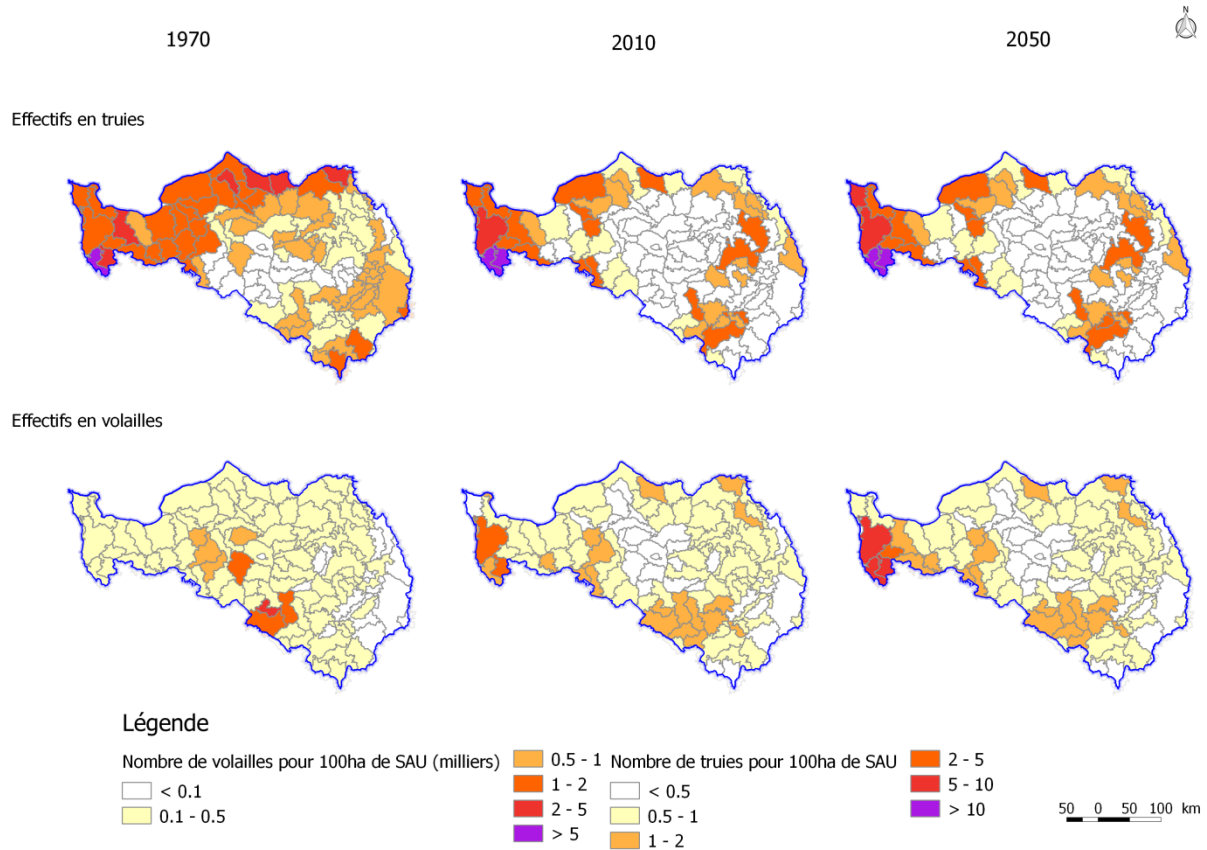 N
1970 2010 2050
Effectifs en truies
Effectifs en volailles
Légende
Nombre de volailles pour 100ha de SAU (milliers)
< 0.1
0.1 - 0.5
0.5 - 1
1 - 2
2 - 5
> 5
Nombre de truies pour 100ha de SAU
< 0.5
0.5 - 1
1 - 2
2 - 5
5 - 10
> 10
50 0 50 100 km